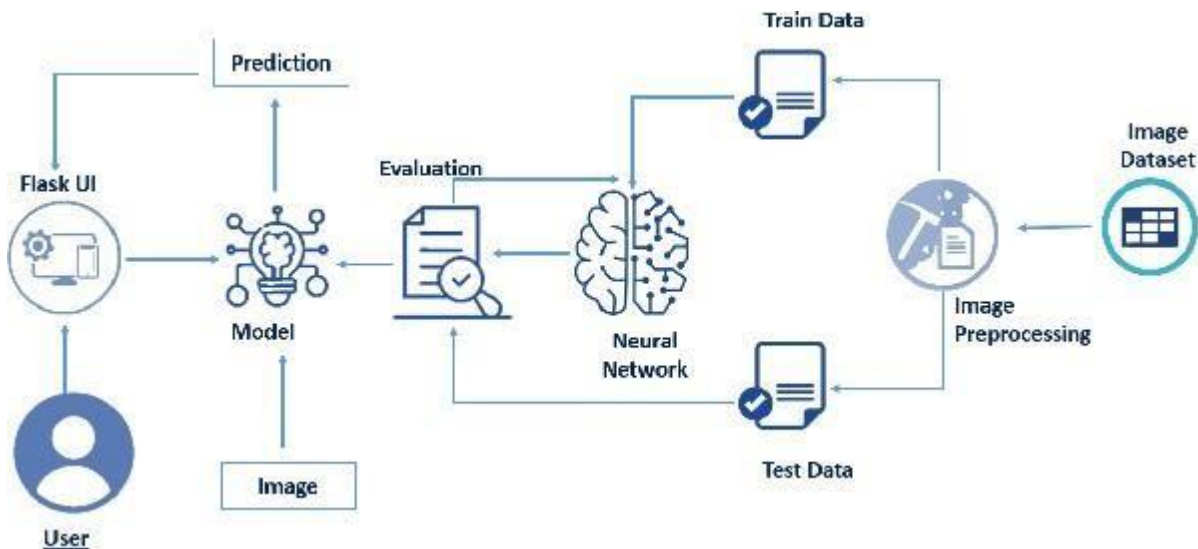 Train Data
Prediction
Image
Dataset
Evaluation
Flask UI
Model
Neural
Network
Image
Preprocessing
Image
Test Data
User